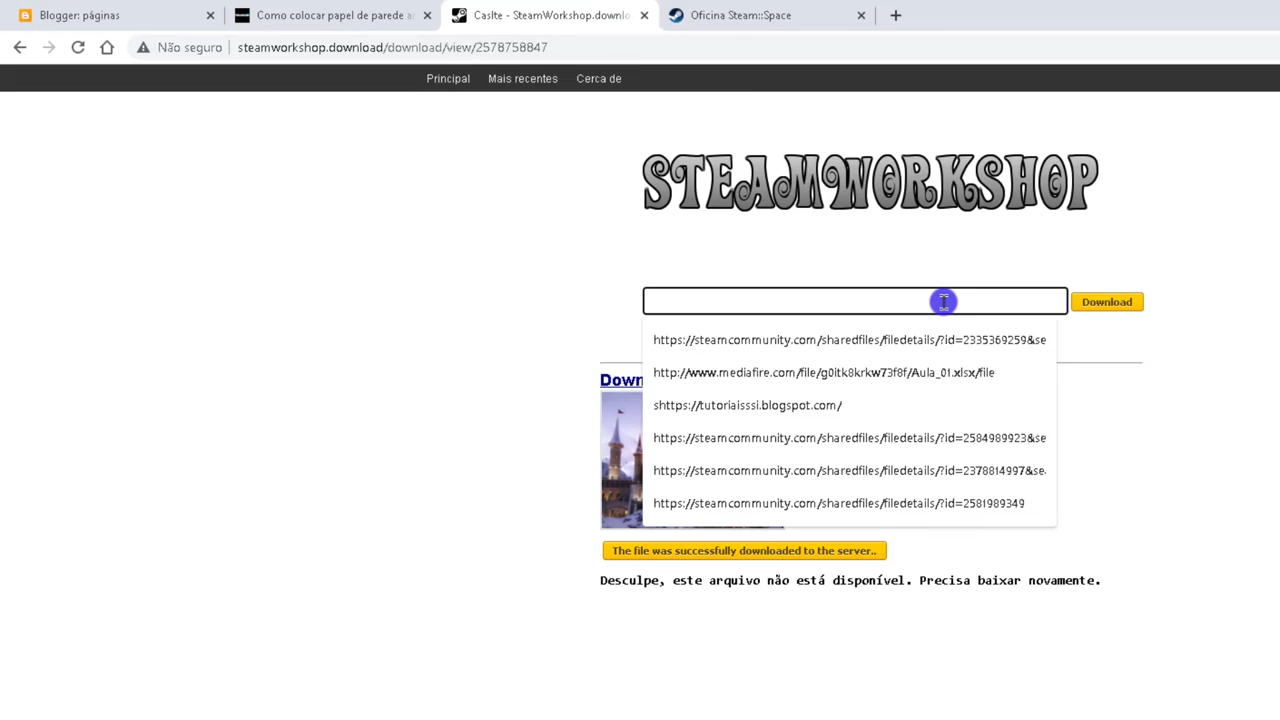 Blogger: páginas
Como colocar papel de parede a
Caslte - SteamWorkshop.downlo
Oficina Steam::Space
Não seguro
steamworkshop.download/download/view/2578758847
Principal Mais recentes Cerca de
STEAMWORKSHOP
Download
https://steamcommunity.com/sharedfiles/filedetails/?id=2335369259&se
http://www.mediafire.com/file/g0itk8krkw73f8f/Aula_01.xlsx/file
shttps://tutoriaisssi.blogspot.com/
https://steamcommunity.com/sharedfiles/filedetails/?id=2584989923&se
https://steamcommunity.com/sharedfiles/filedetails/?id=2378814997&se
https://steamcommunity.com/sharedfiles/filedetails/?id=2581989349
Down
The file was successfully downloaded to the server..
Desculpe, este arquivo não está disponível. Precisa baixar novamente.